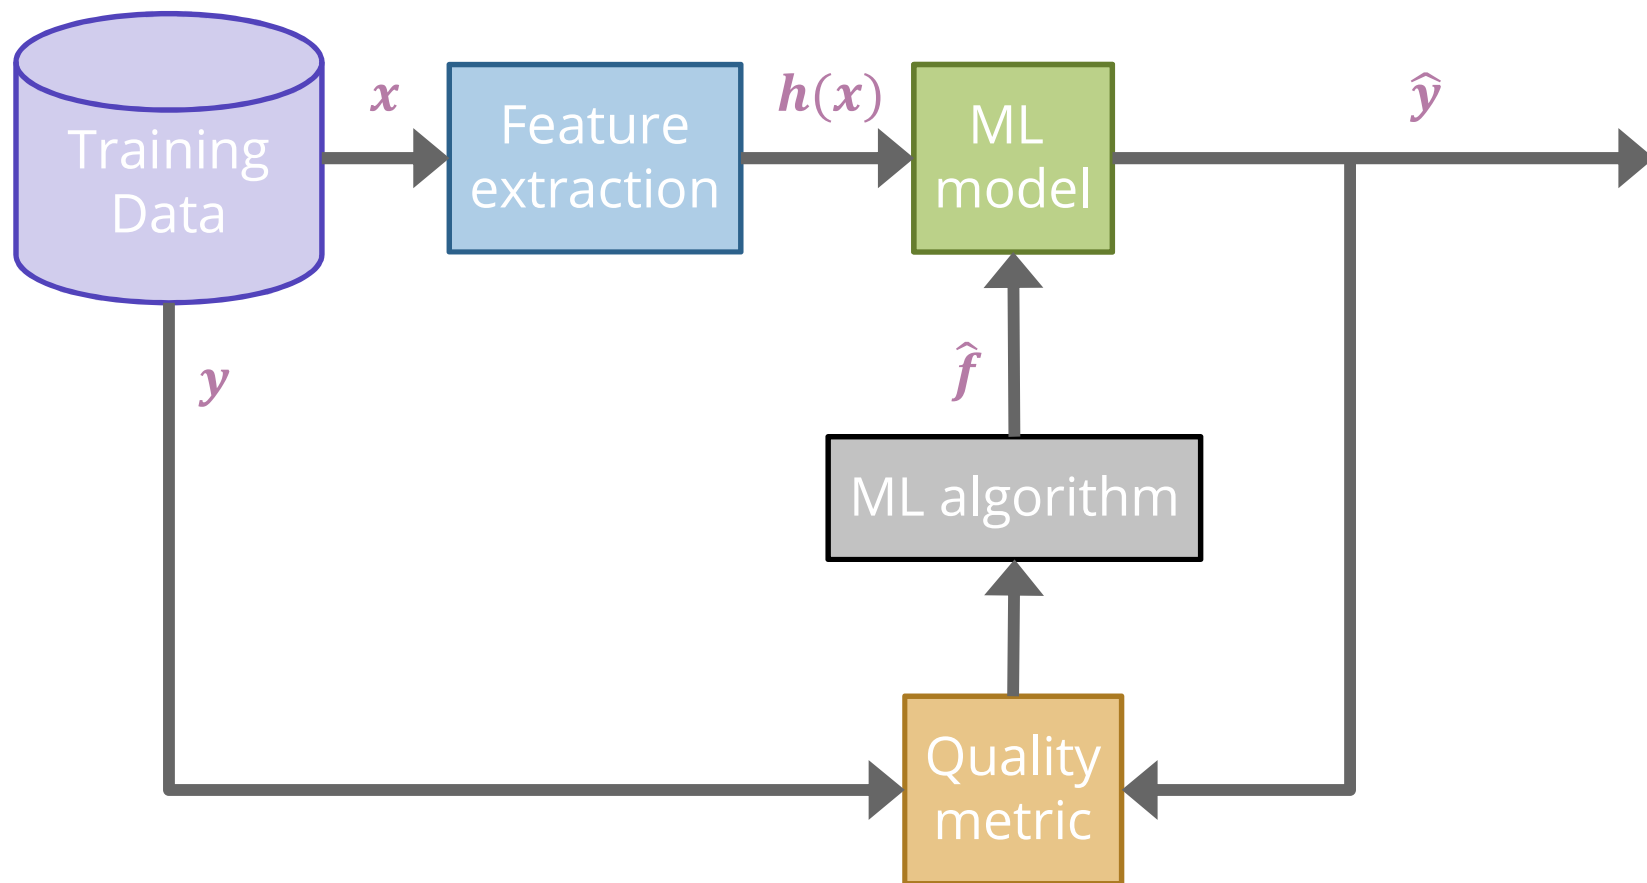 Training
Data
x
Feature
extraction
h(x)
ML
model
ŷ
y
f̂
ML algorithm
Quality
metric